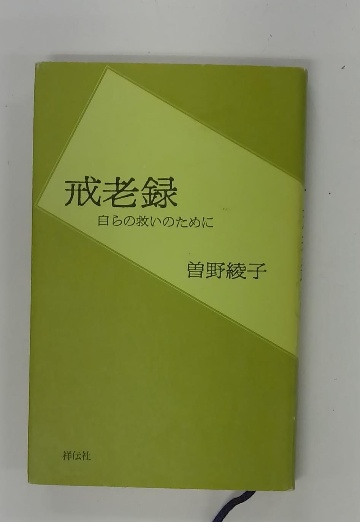 戒老録
自らの救いのために
曽野綾子
祥伝社